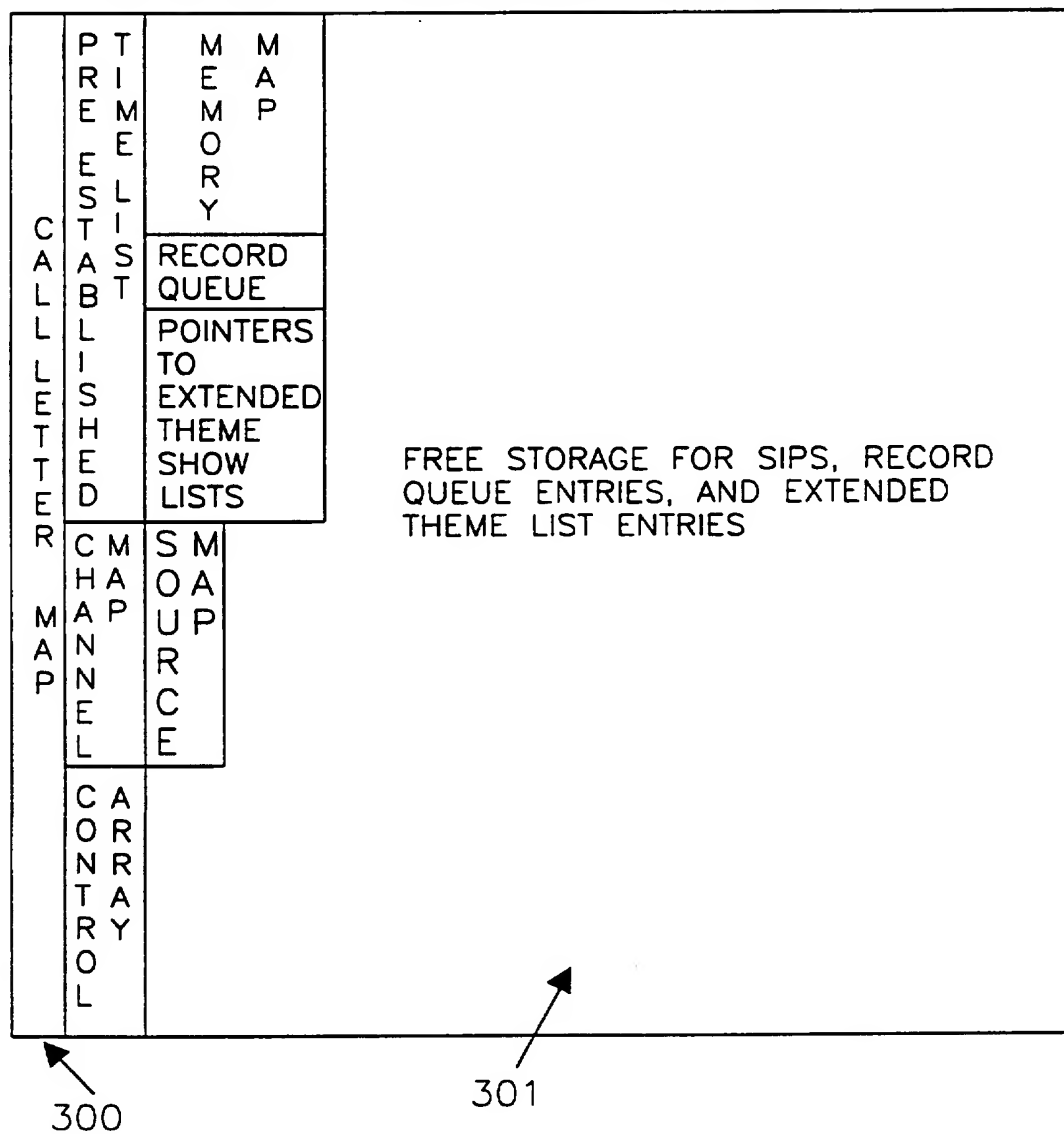 CALL LETTER MAP
PRE ESTABLISHED
TIME LIST
MEMORY
MAP
RECORD
QUEUE
POINTERS
TO
EXTENDED
THEME
SHOW
LISTS
CHANNEL
MAP
SOURCE
MAP
CONTROL
ARRAY
FREE STORAGE FOR SIPS, RECORD
QUEUE ENTRIES, AND EXTENDED
THEME LIST ENTRIES
300
301